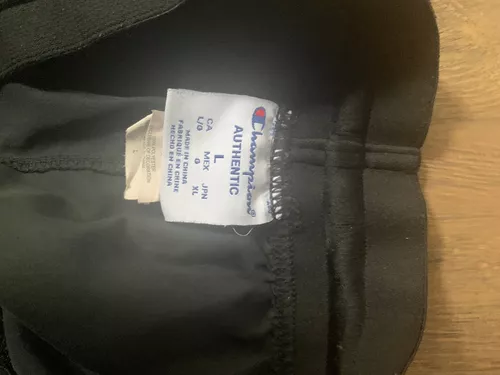 Champion®
AUTHENTIC
L
CA MEX JPN
L/G G XL
MADE IN CHINA
FABRIQUÉ EN CHINE
HECHO EN CHINA